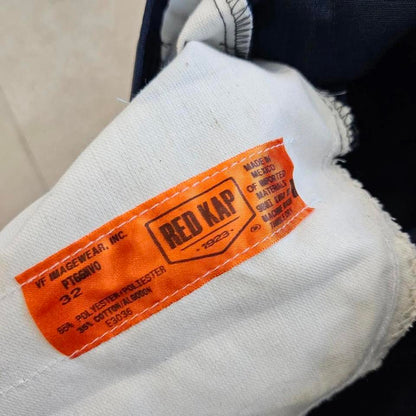 VF IMAGEWEAR, INC.
32
65% POLYESTER/POLIESTER
35% COTTON/ALGODON
E3036
RED KAP
-1923-
®
MADE IN
MEXICO
OF IMPORTED
MATERIALS